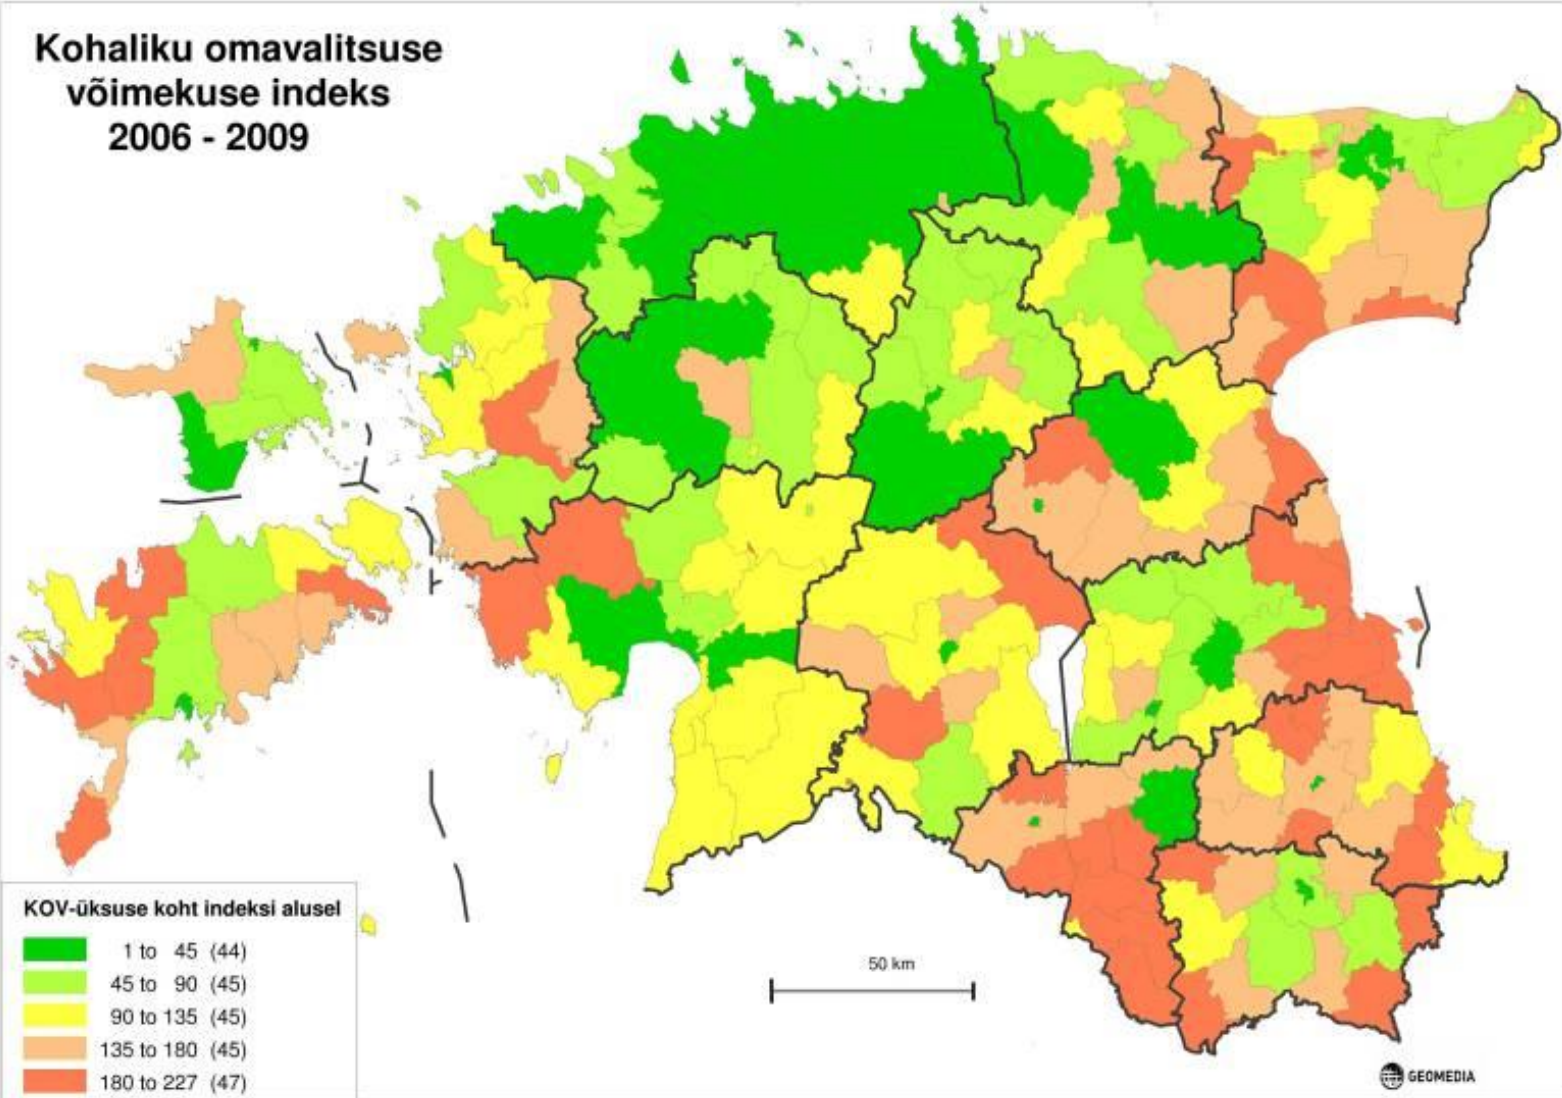 Kohaliku omavalitsuse
võimekuse indeks
2006 - 2009
KOV-üksuse koht indeksi alusel
1 to 45 (44)
45 to 90 (45)
90 to 135 (45)
135 to 180 (45)
180 to 227 (47)
50 km
GEOMEDIA